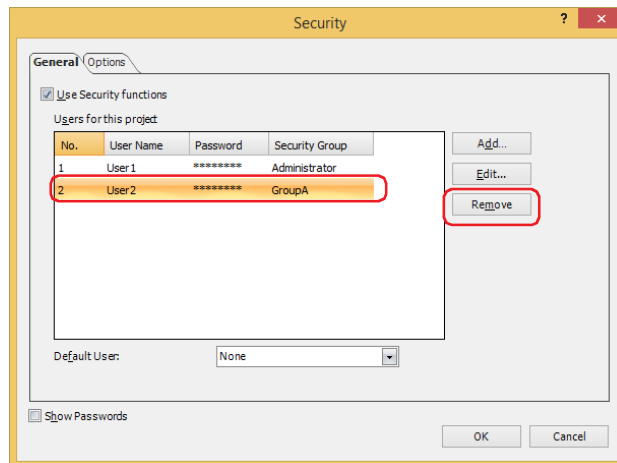 Security
?
×
General Options
Use Security functions
Users for this project
No. User Name Password Security Group
1 User1 ******** Administrator
2 User2 ******** GroupA
Add...
Edit...
Remove
Default User: None
Show Passwords
OK Cancel